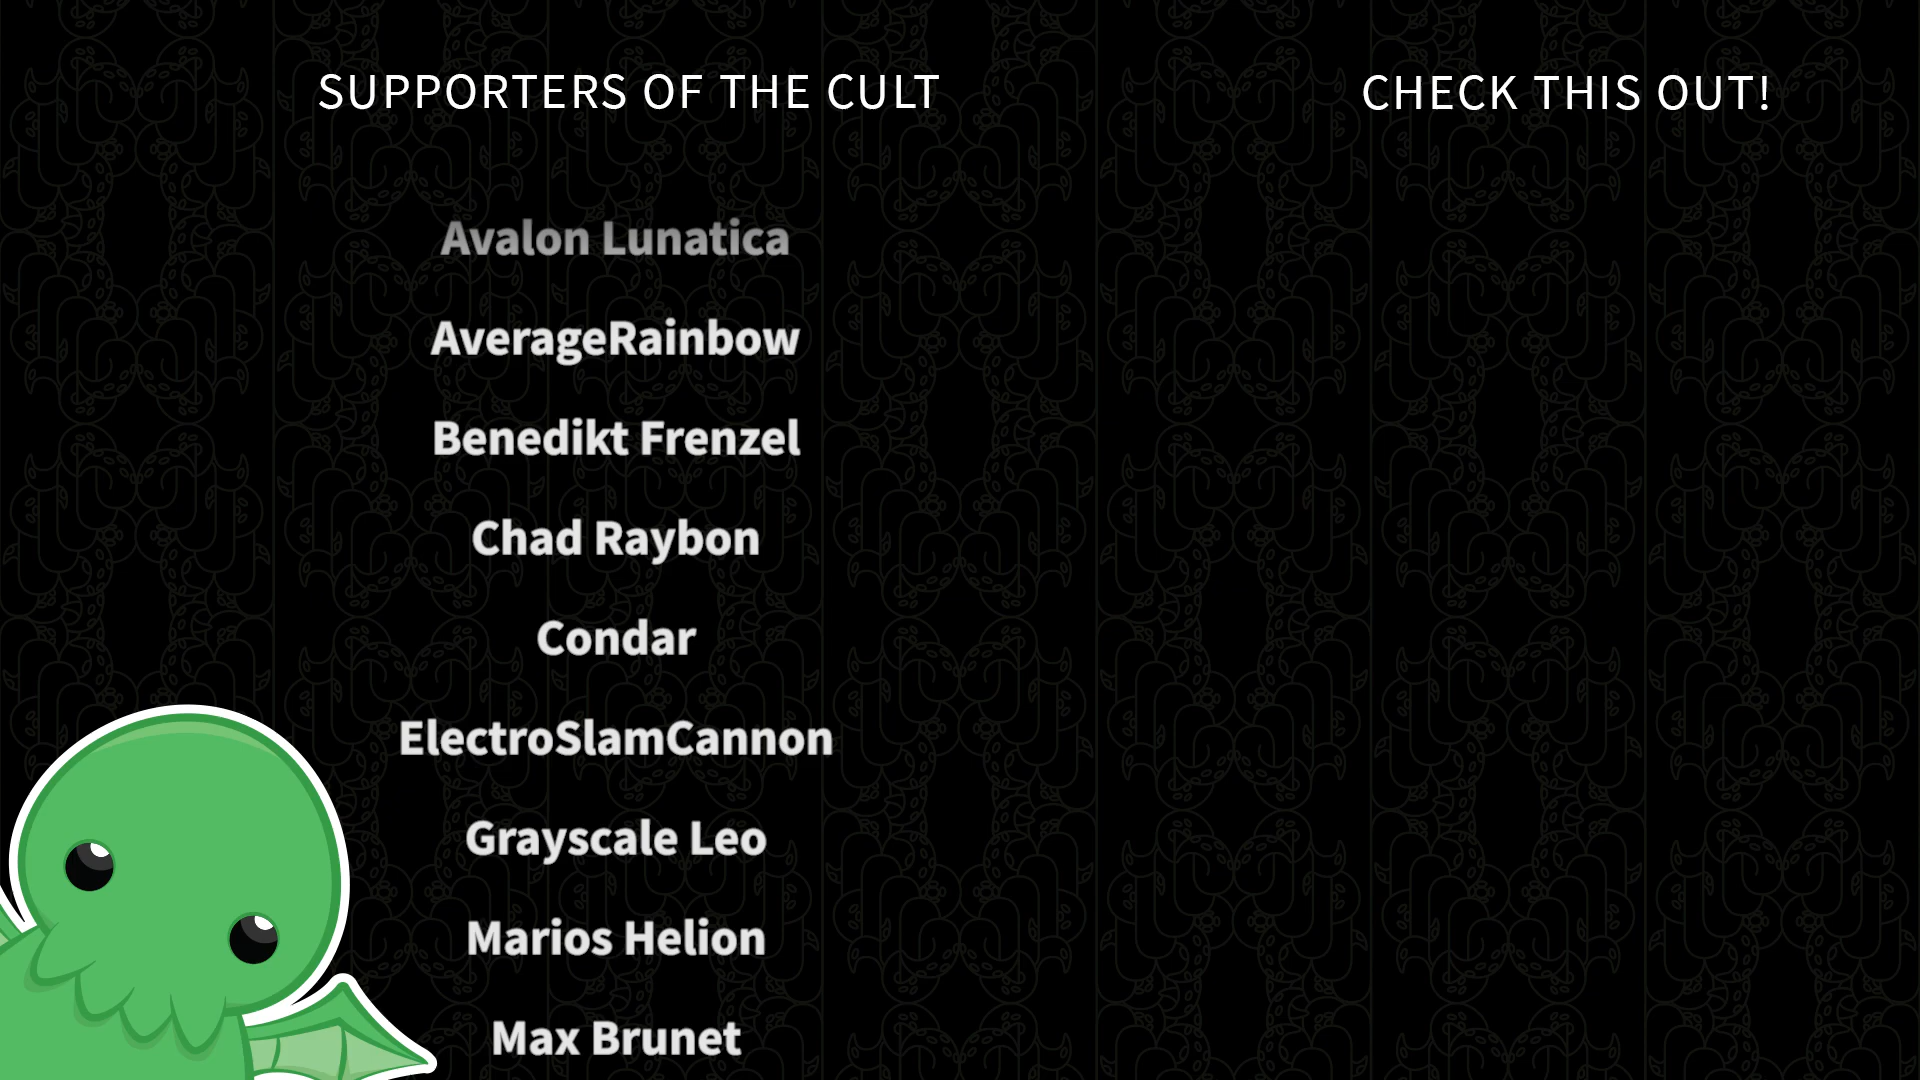 SUPPORTERS OF THE CULT
CHECK THIS OUT!
Avalon Lunatica
AverageRainbow
Benedikt Frenzel
Chad Raybon
Condar
ElectroSlamCannon
Grayscale Leo
Marios Helion
Max Brunet